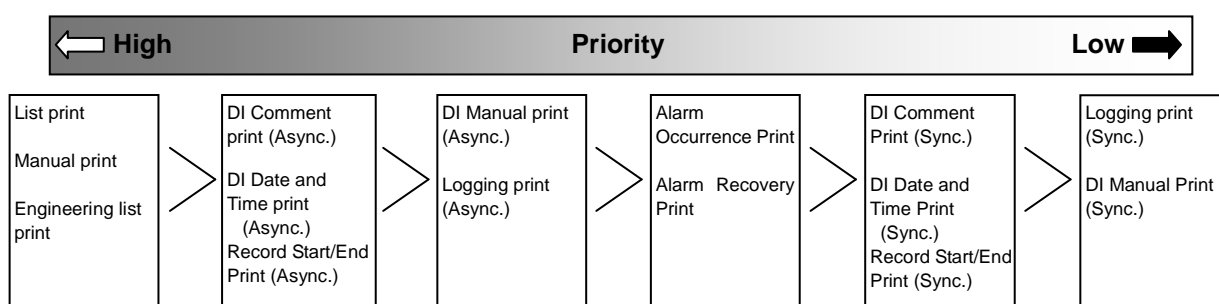 High Priority Low
List print
Manual print
Engineering list
print
DI Comment
print (Async.)
DI Date and
Time print
(Async.)
Record Start/End
Print (Async.)
DI Manual print
(Async.)
Logging print
(Async.)
Alarm
Occurrence Print
Alarm Recovery
Print
DI Comment
Print (Sync.)
DI Date and
Time Print
(Sync.)
Record Start/End
Print (Sync.)
Logging print
(Sync.)
DI Manual Print
(Sync.)